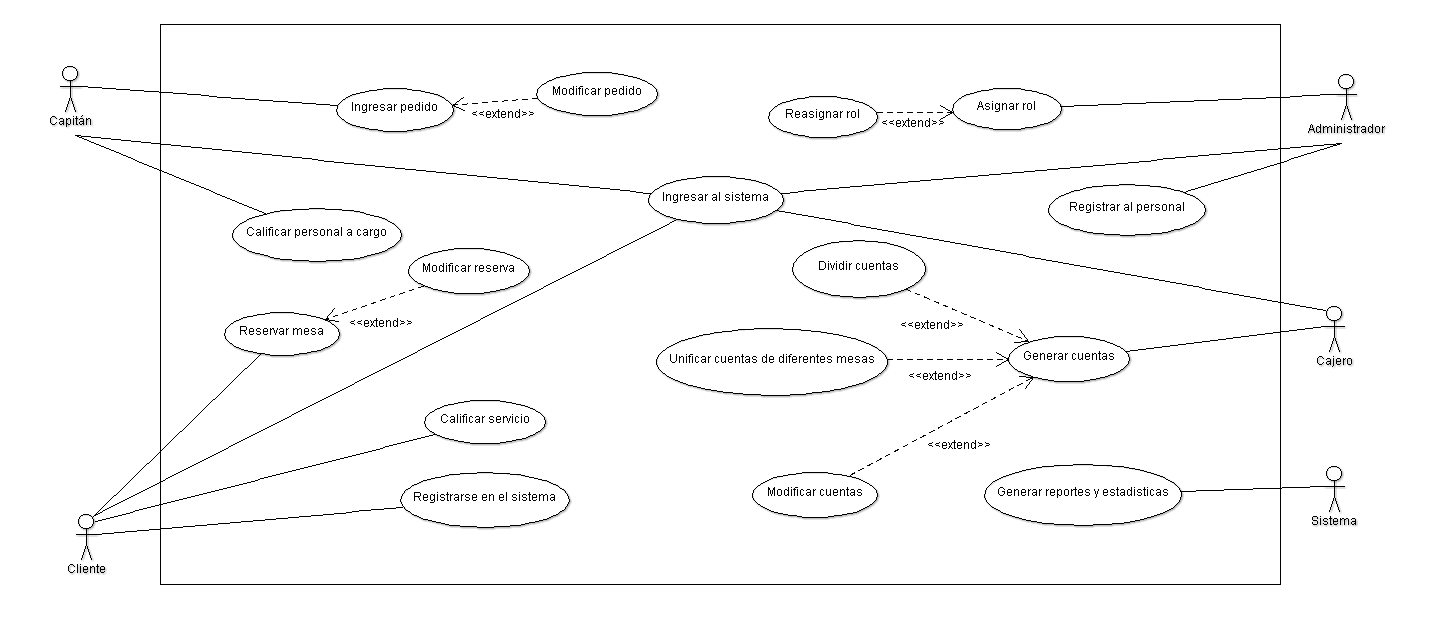 Capitán
Ingresar pedido
<<extend>>
Modificar pedido
Reasignar rol
<<extend>>
Asignar rol
Administrador
Ingresar al sistema
Registrar al personal
Calificar personal a cargo
Modificar reserva
<<extend>>
Reservar mesa
Dividir cuentas
<<extend>>
Unificar cuentas de diferentes mesas
<<extend>>
Generar cuentas
Cajero
<<extend>>
Modificar cuentas
Calificar servicio
Registrarse en el sistema
Generar reportes y estadisticas
Sistema
Cliente